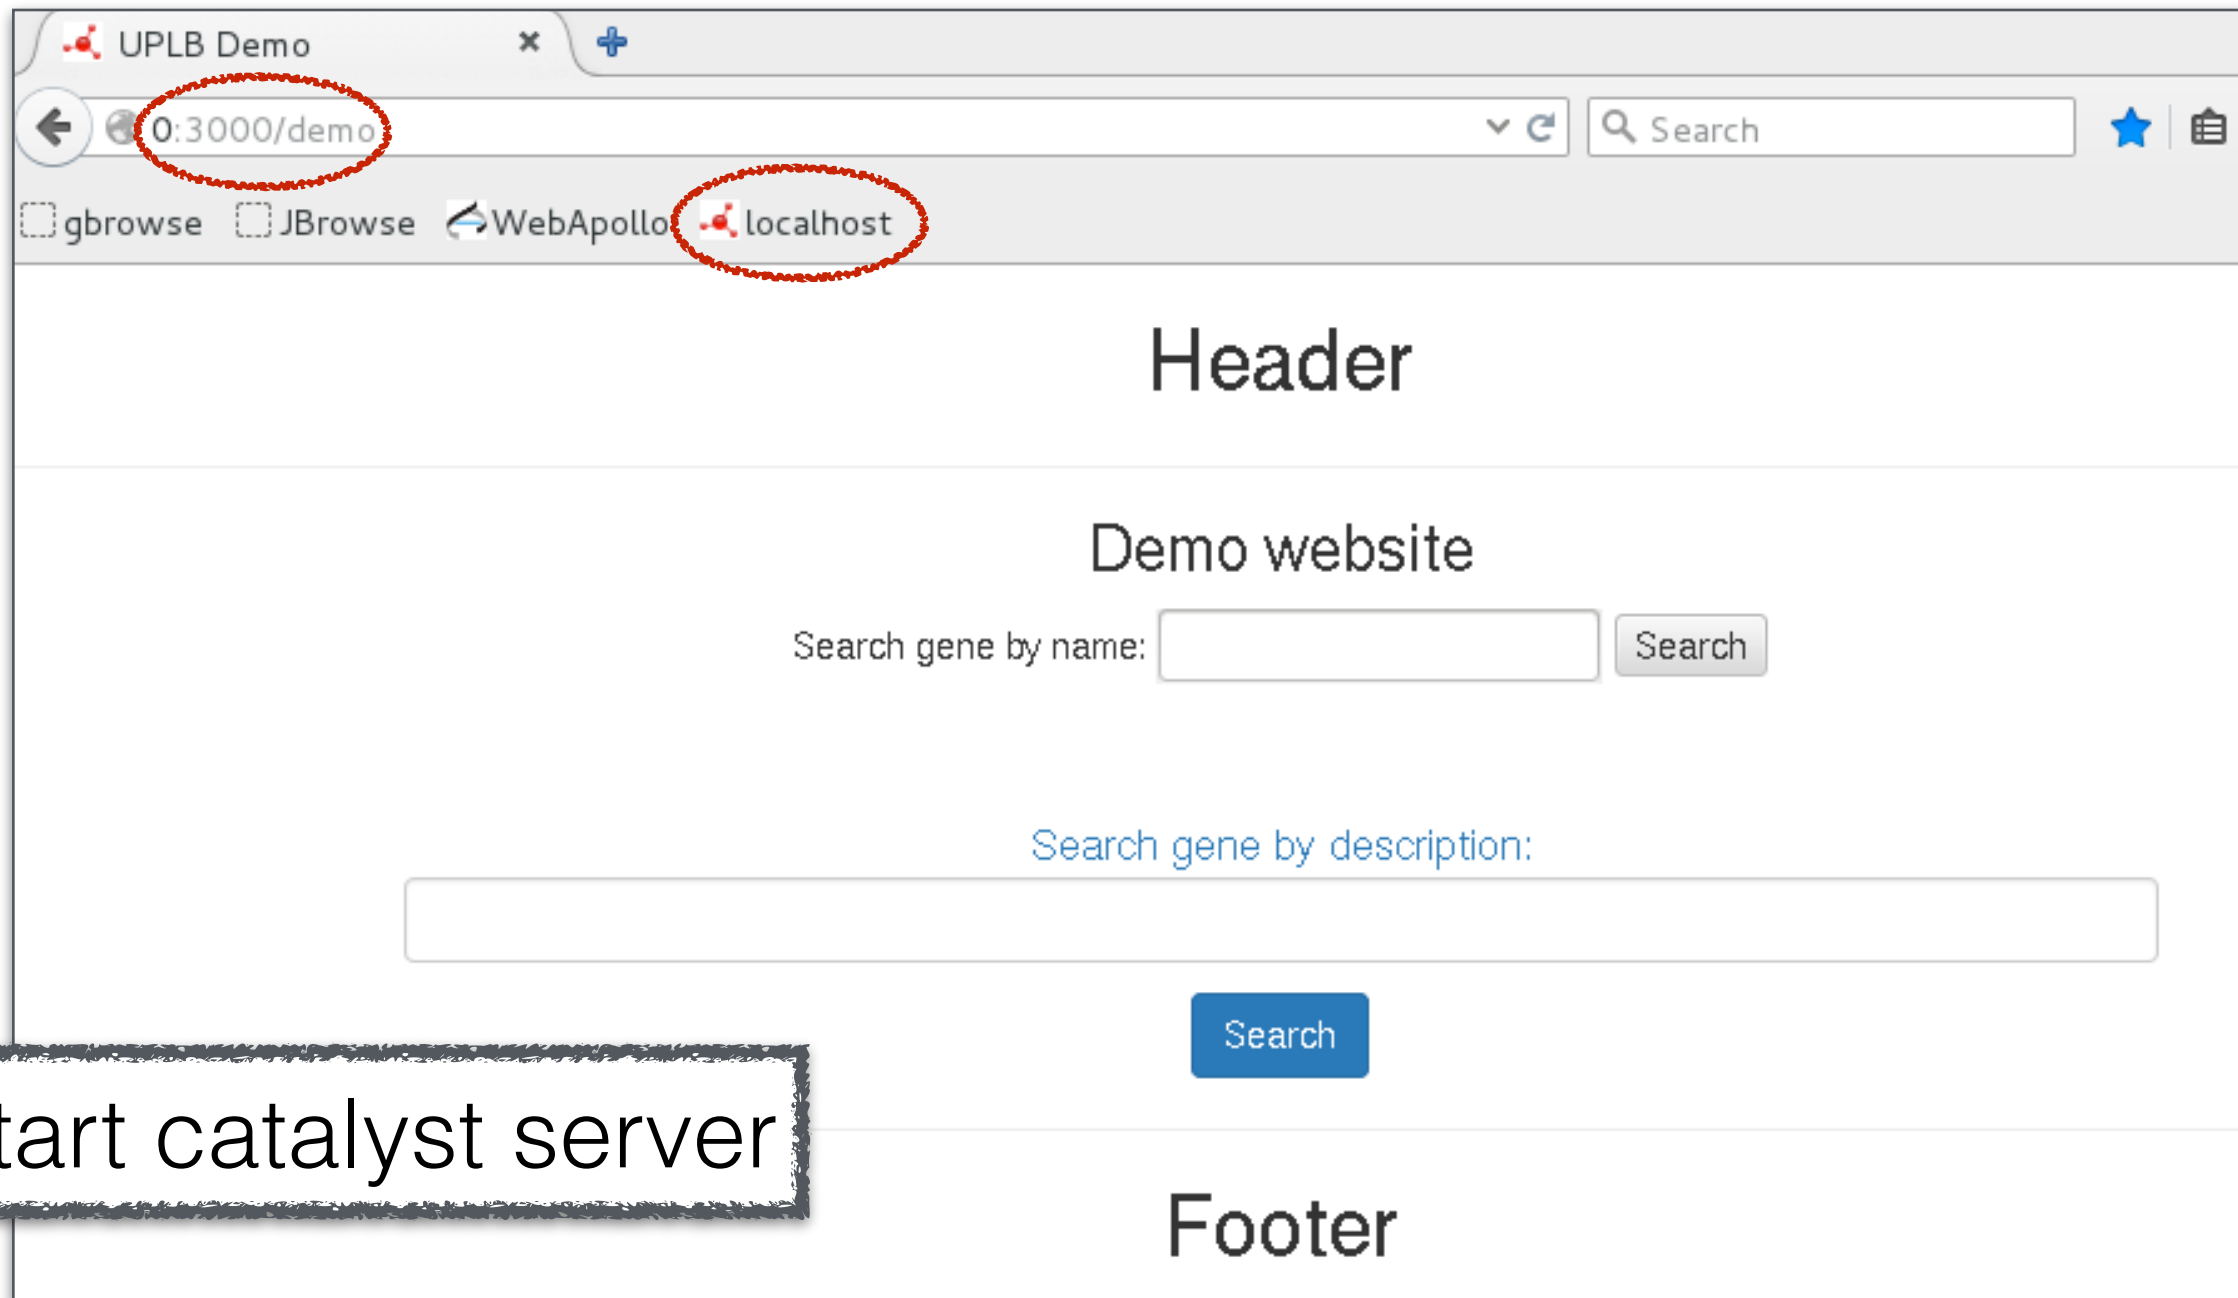 UPLB Demo
0:3000/demo
Search
gbrowse JBrowse WebApollo localhost
Header
Demo website
Search gene by name: Search
Search gene by description:
Search
tart catalyst server
Footer